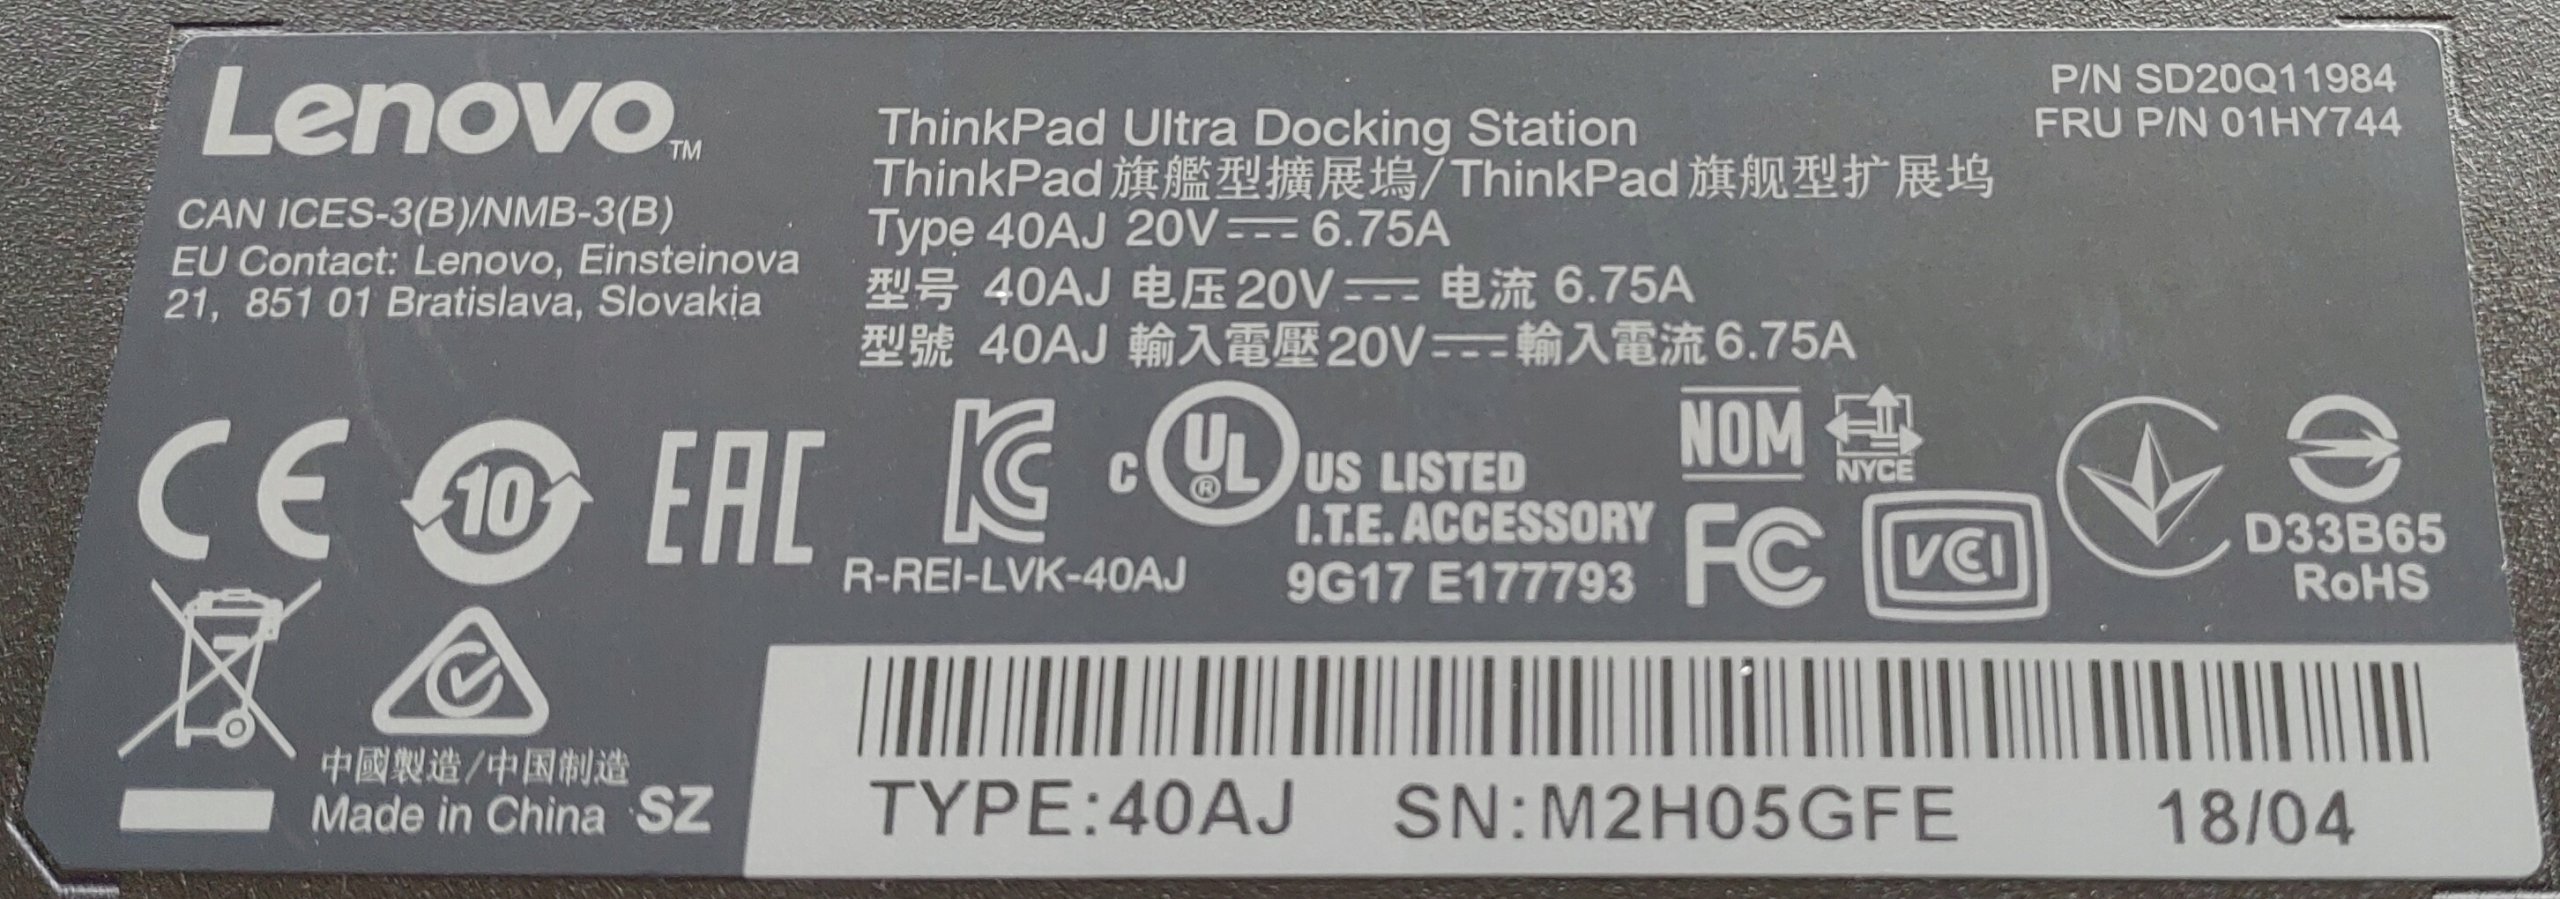 Lenovo™
CAN ICES-3(B)/NMB-3(B)
EU Contact: Lenovo, Einsteinova
21, 851 01 Bratislava, Slovakia
ThinkPad Ultra Docking Station
ThinkPad旗艦型擴展塢/ThinkPad旗舰型扩展坞
Type 40AJ 20V⎓6.75A
型号 40AJ 电压20V⎓电流 6.75A
型號 40AJ 輸入電壓20V⎓輸入電流6.75A
P/N SD20Q11984
FRU P/N 01HY744
CE
10
EAC
KC
R-REI-LVK-40AJ
C UL® US LISTED
I.T.E. ACCESSORY
9G17 E177793
NOM
NYCE
FC
VCCI
D33B65
RoHS
中國製造/中国制造
Made in China SZ
TYPE:40AJ SN:M2H05GFE 18/04